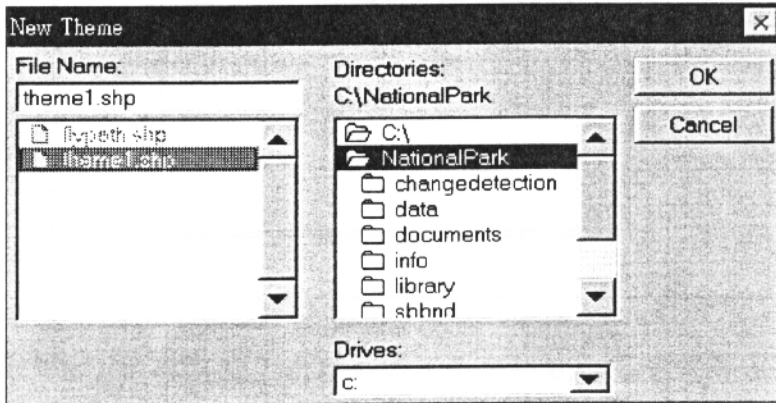 New Theme
File Name:
theme1.shp
flvpath.shp
theme1.shp
Directories:
C:\NationalPark
C:\
NationalPark
changedetection
data
documents
info
library
Drives:
c:
OK
Cancel